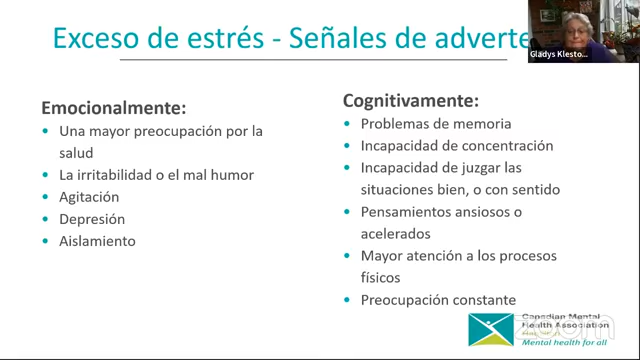 Exceso de estrés - Señales de adverte
Gladys Klesto...
Emocionalmente:
Una mayor preocupación por la
salud
La irritabilidad o el mal humor
Agitación
Depresión
Aislamiento
Cognitivamente:
Problemas de memoria
Incapacidad de concentración
Incapacidad de juzgar las
situaciones bien, o con sentido
Pensamientos ansiosos o
acelerados
Mayor atención a los procesos
físicos
Preocupación constante
Canadian Mental
Health Association
Mental health for all
zoom